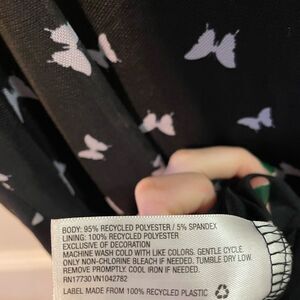 BODY: 95% RECYCLED POLYESTER / 5% SPANDEX
LINING: 100% RECYCLED POLYESTER
EXCLUSIVE OF DECORATION
MACHINE WASH COLD WITH LIKE COLORS. GENTLE CYCLE.
ONLY NON-CHLORINE BLEACH IF NEEDED. TUMBLE DRY LOW.
REMOVE PROMPTLY. COOL IRON IF NEEDED.
RN17730 VN1042782
LABEL MADE FROM 100% RECYCLED PLASTIC